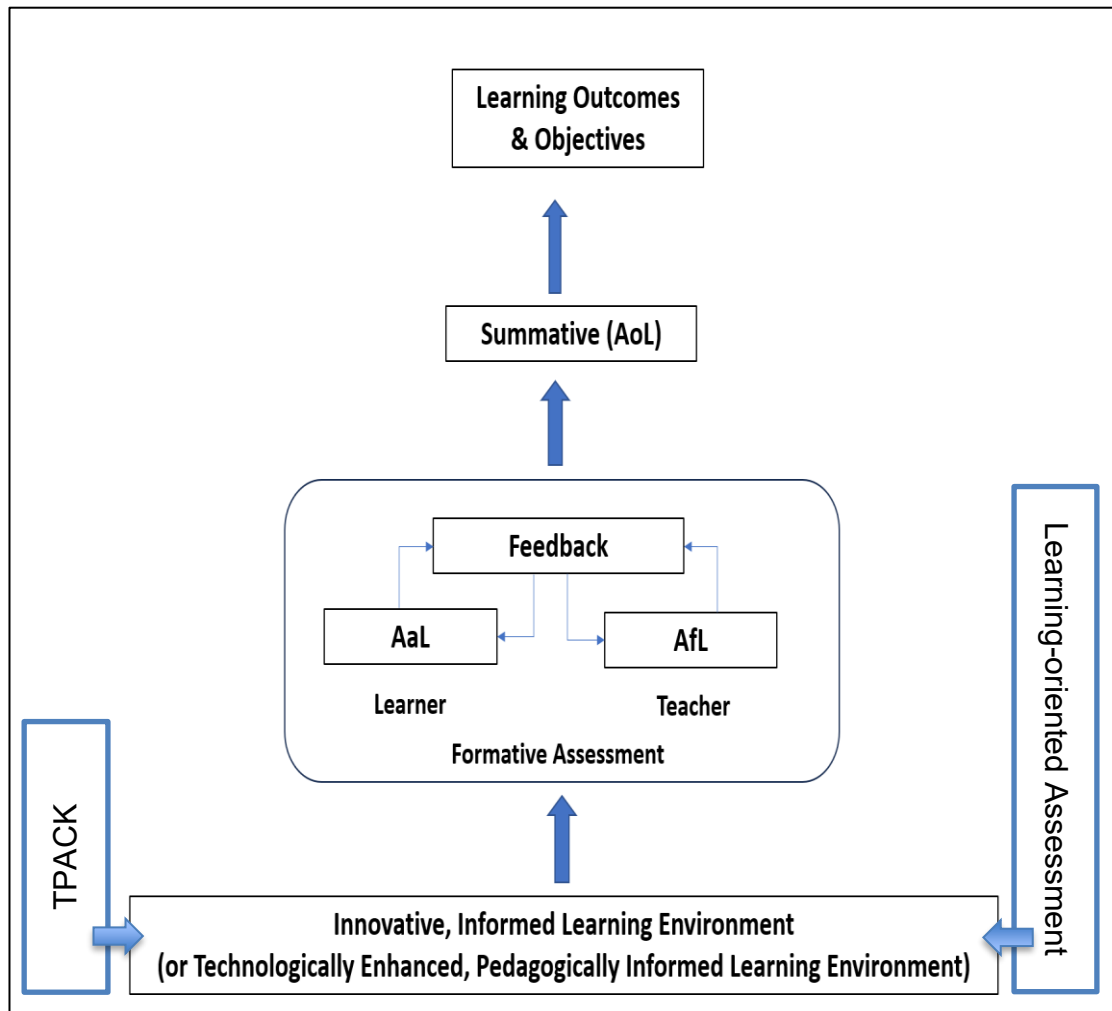 Learning Outcomes
& Objectives
Summative (AoL)
Feedback
AaL
AfL
Learner
Teacher
Formative Assessment
TPACK
Learning-oriented Assessment
Innovative, Informed Learning Environment
(or Technologically Enhanced, Pedagogically Informed Learning Environment)